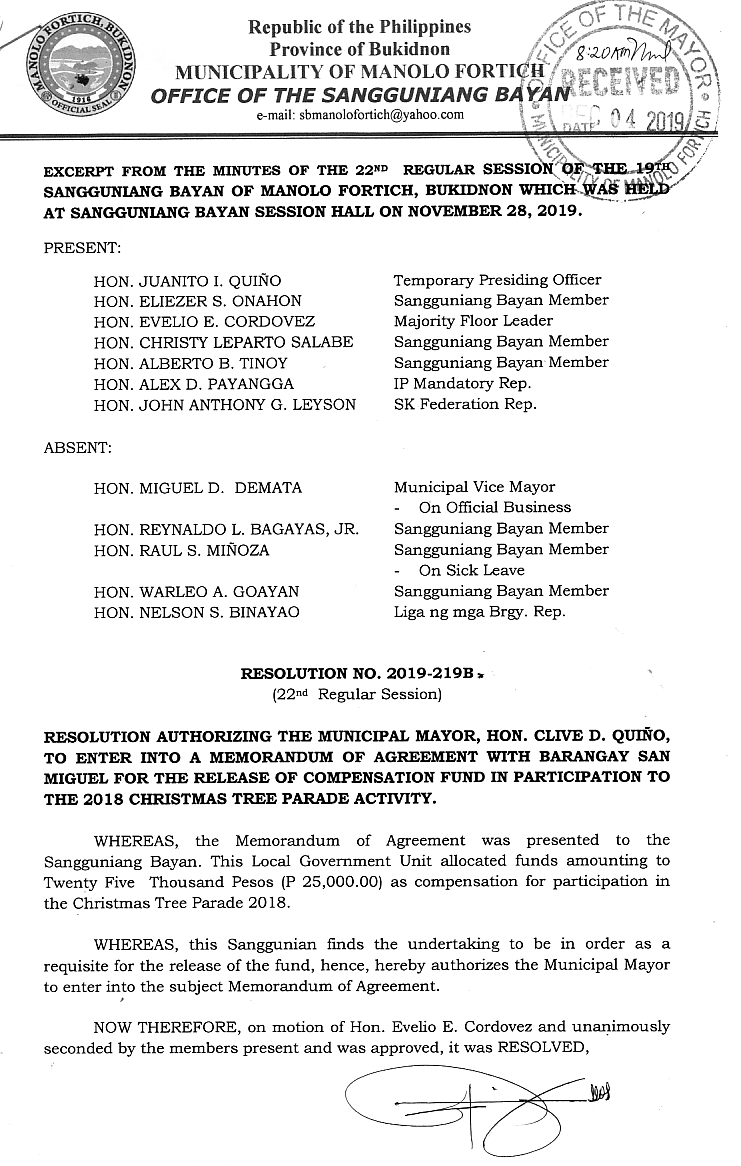 Republic of the Philippines
Province of Bukidnon
MUNICIPALITY OF MANOLO FORTICH
OFFICE OF THE SANGGUNIANG BAYAN
e-mail: sbmanolofortich@yahoo.com
MANOLO FORTICH, BUKIDNON
1914
OFFICIAL SEAL
OFFICE OF THE MAYOR
8:20AM
RECEIVED
DATE DEC 04 2019
MUNICIPALITY OF MANOLO FORTICH
EXCERPT FROM THE MINUTES OF THE 22ND REGULAR SESSION OF THE 19TH
SANGGUNIANG BAYAN OF MANOLO FORTICH, BUKIDNON WHICH WAS HELD
AT SANGGUNIANG BAYAN SESSION HALL ON NOVEMBER 28, 2019.
PRESENT:
HON. JUANITO I. QUIÑO Temporary Presiding Officer
HON. ELIEZER S. ONAHON Sangguniang Bayan Member
HON. EVELIO E. CORDOVEZ Majority Floor Leader
HON. CHRISTY LEPARTO SALABE Sangguniang Bayan Member
HON. ALBERTO B. TINOY Sangguniang Bayan Member
HON. ALEX D. PAYANGGA IP Mandatory Rep.
HON. JOHN ANTHONY G. LEYSON SK Federation Rep.
ABSENT:
HON. MIGUEL D. DEMATA Municipal Vice Mayor
- On Official Business
HON. REYNALDO L. BAGAYAS, JR. Sangguniang Bayan Member
HON. RAUL S. MIÑOZA Sangguniang Bayan Member
- On Sick Leave
HON. WARLEO A. GOAYAN Sangguniang Bayan Member
HON. NELSON S. BINAYAO Liga ng mga Brgy. Rep.
RESOLUTION NO. 2019-219B
(22nd Regular Session)
RESOLUTION AUTHORIZING THE MUNICIPAL MAYOR, HON. CLIVE D. QUIÑO,
TO ENTER INTO A MEMORANDUM OF AGREEMENT WITH BARANGAY SAN
MIGUEL FOR THE RELEASE OF COMPENSATION FUND IN PARTICIPATION TO
THE 2018 CHRISTMAS TREE PARADE ACTIVITY.
WHEREAS, the Memorandum of Agreement was presented to the
Sangguniang Bayan. This Local Government Unit allocated funds amounting to
Twenty Five Thousand Pesos (P 25,000.00) as compensation for participation in
the Christmas Tree Parade 2018.
WHEREAS, this Sanggunian finds the undertaking to be in order as a
requisite for the release of the fund, hence, hereby authorizes the Municipal Mayor
to enter into the subject Memorandum of Agreement.
NOW THEREFORE, on motion of Hon. Evelio E. Cordovez and unanimously
seconded by the members present and was approved, it was RESOLVED,